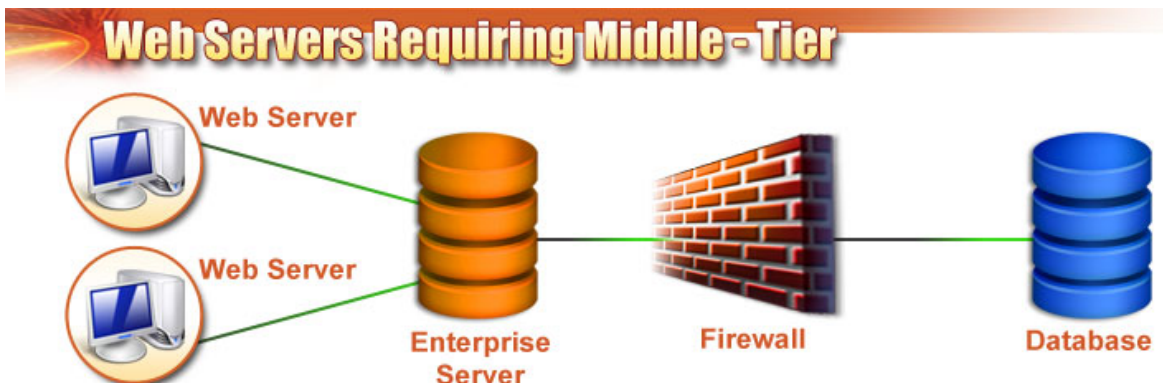 Web Servers Requiring Middle - Tier
Web Server
Web Server
Enterprise
Server
Firewall
Database